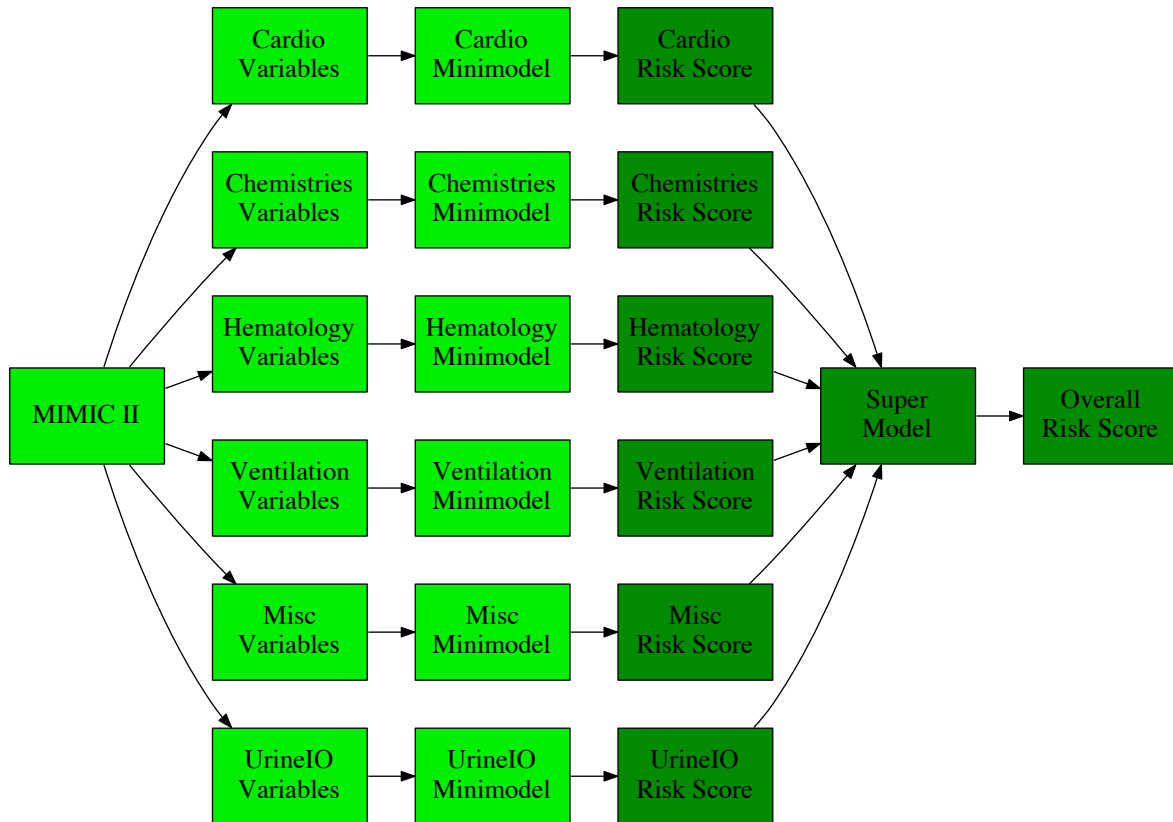 Cardio
Variables
Cardio
Minimodel
Cardio
Risk Score
Chemistries
Variables
Chemistries
Minimodel
Chemistries
Risk Score
Hematology
Variables
Hematology
Minimodel
Hematology
Risk Score
MIMIC II
Super
Model
Overall
Risk Score
Ventilation
Variables
Ventilation
Minimodel
Ventilation
Risk Score
Misc
Variables
Misc
Minimodel
Misc
Risk Score
UrineIO
Variables
UrineIO
Minimodel
UrineIO
Risk Score